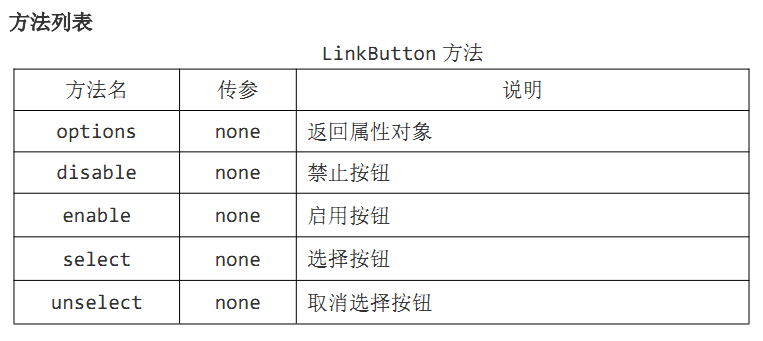 方法列表
LinkButton 方法
方法名 传参 说明
options none 返回属性对象
disable none 禁止按钮
enable none 启用按钮
select none 选择按钮
unselect none 取消选择按钮